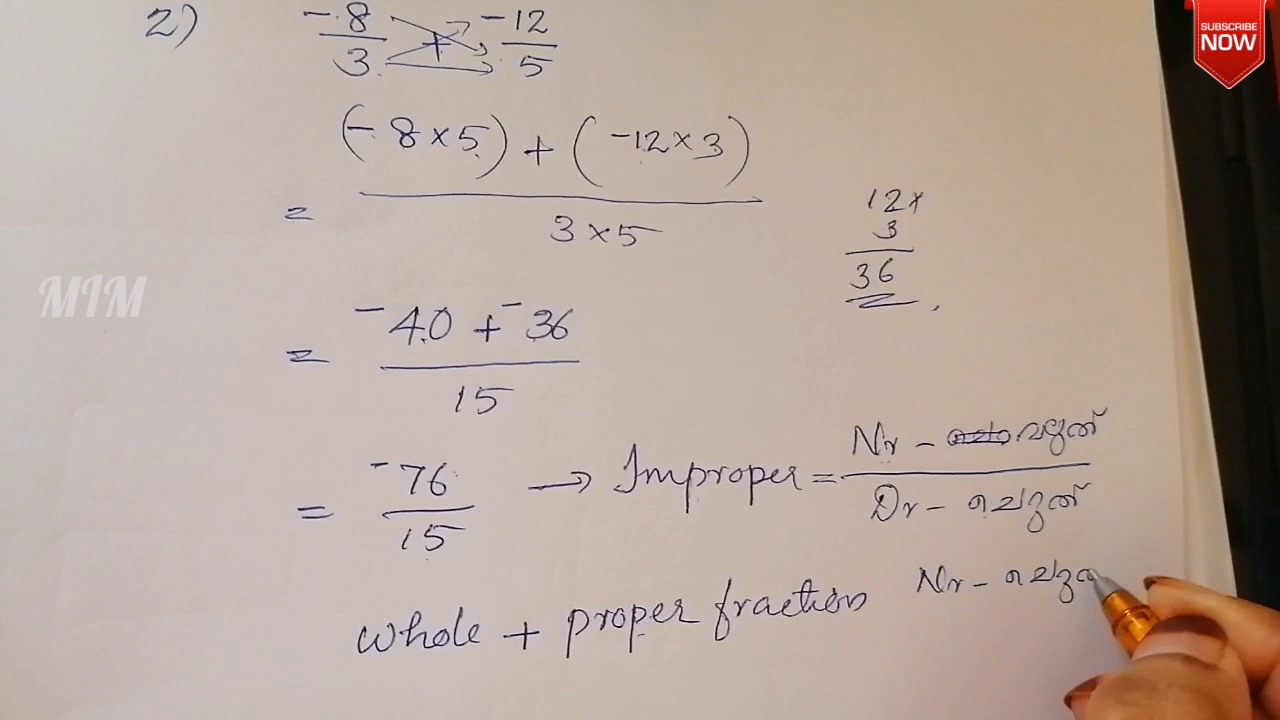 SUBSCRIBE
NOW
2) -8/3 + -12/5
= (-8×5) + (-12×3) / 3×5
12×
3
36
MIM
= -40 + -36 / 15
= -76/15 → Improper = Nr - വലുത് / Dr - ചെറുത്
whole + proper fraction Nr - ചെറു